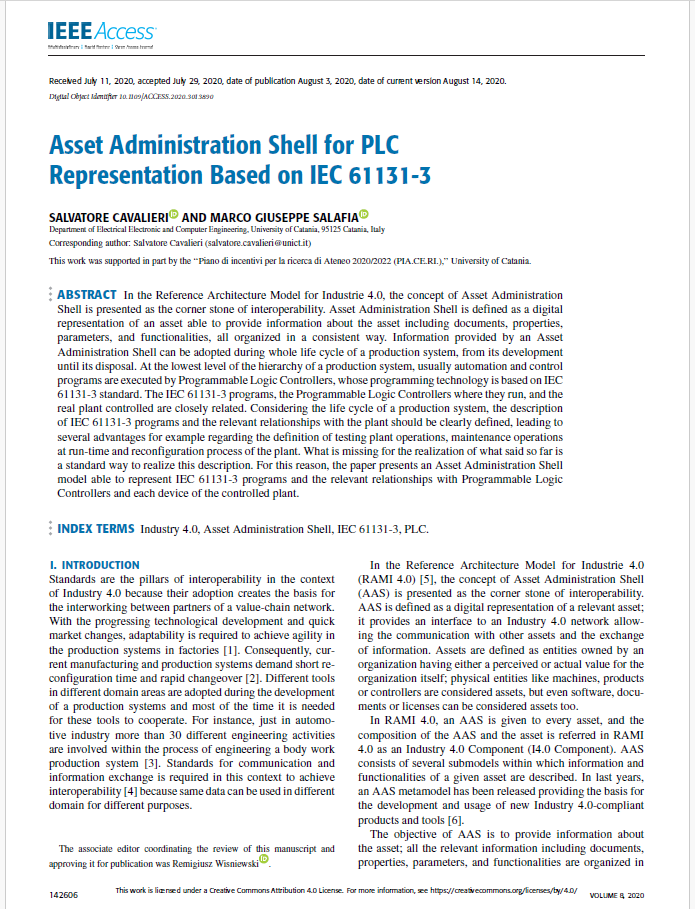 IEEE Access
Multidisciplinary | Rapid Review | Open Access Journal
Received July 11, 2020, accepted July 29, 2020, date of publication August 3, 2020, date of current version August 14, 2020.
Digital Object Identifier 10.1109/ACCESS.2020.3013890
Asset Administration Shell for PLC
Representation Based on IEC 61131-3
SALVATORE CAVALIERI iD AND MARCO GIUSEPPE SALAFIA iD
Department of Electrical Electronic and Computer Engineering, University of Catania, 95125 Catania, Italy
Corresponding author: Salvatore Cavalieri (salvatore.cavalieri@unict.it)
This work was supported in part by the "Piano di incentivi per la ricerca di Ateneo 2020/2022 (PIA.CE.RI.)," University of Catania.
ABSTRACT In the Reference Architecture Model for Industrie 4.0, the concept of Asset Administration
Shell is presented as the corner stone of interoperability. Asset Administration Shell is defined as a digital
representation of an asset able to provide information about the asset including documents, properties,
parameters, and functionalities, all organized in a consistent way. Information provided by an Asset
Administration Shell can be adopted during whole life cycle of a production system, from its development
until its disposal. At the lowest level of the hierarchy of a production system, usually automation and control
programs are executed by Programmable Logic Controllers, whose programming technology is based on IEC
61131-3 standard. The IEC 61131-3 programs, the Programmable Logic Controllers where they run, and the
real plant controlled are closely related. Considering the life cycle of a production system, the description
of IEC 61131-3 programs and the relevant relationships with the plant should be clearly defined, leading to
several advantages for example regarding the definition of testing plant operations, maintenance operations
at run-time and reconfiguration process of the plant. What is missing for the realization of what said so far is
a standard way to realize this description. For this reason, the paper presents an Asset Administration Shell
model able to represent IEC 61131-3 programs and the relevant relationships with Programmable Logic
Controllers and each device of the controlled plant.
INDEX TERMS Industry 4.0, Asset Administration Shell, IEC 61131-3, PLC.
I. INTRODUCTION
Standards are the pillars of interoperability in the context
of Industry 4.0 because their adoption creates the basis for
the interworking between partners of a value-chain network.
With the progressing technological development and quick
market changes, adaptability is required to achieve agility in
the production systems in factories [1]. Consequently, cur-
rent manufacturing and production systems demand short re-
configuration time and rapid changeover [2]. Different tools
in different domain areas are adopted during the development
of a production systems and most of the time it is needed
for these tools to cooperate. For instance, just in automo-
tive industry more than 30 different engineering activities
are involved within the process of engineering a body work
production system [3]. Standards for communication and
information exchange is required in this context to achieve
interoperability [4] because same data can be used in different
domain for different purposes.
The associate editor coordinating the review of this manuscript and
approving it for publication was Remigiusz Wisniewski iD.
In the Reference Architecture Model for Industrie 4.0
(RAMI 4.0) [5], the concept of Asset Administration Shell
(AAS) is presented as the corner stone of interoperability.
AAS is defined as a digital representation of a relevant asset;
it provides an interface to an Industry 4.0 network allow-
ing the communication with other assets and the exchange
of information. Assets are defined as entities owned by an
organization having either a perceived or actual value for the
organization itself; physical entities like machines, products
or controllers are considered assets, but even software, docu-
ments or licenses can be considered assets too.
In RAMI 4.0, an AAS is given to every asset, and the
composition of the AAS and the asset is referred in RAMI
4.0 as an Industry 4.0 Component (I4.0 Component). AAS
consists of several submodels within which information and
functionalities of a given asset are described. In last years,
an AAS metamodel has been released providing the basis for
the development and usage of new Industry 4.0-compliant
products and tools [6].
The objective of AAS is to provide information about
the asset; all the relevant information including documents,
properties, parameters, and functionalities are organized in
142606
This work is licensed under a Creative Commons Attribution 4.0 License. For more information, see https://creativecommons.org/licenses/by/4.0/
VOLUME 8, 2020